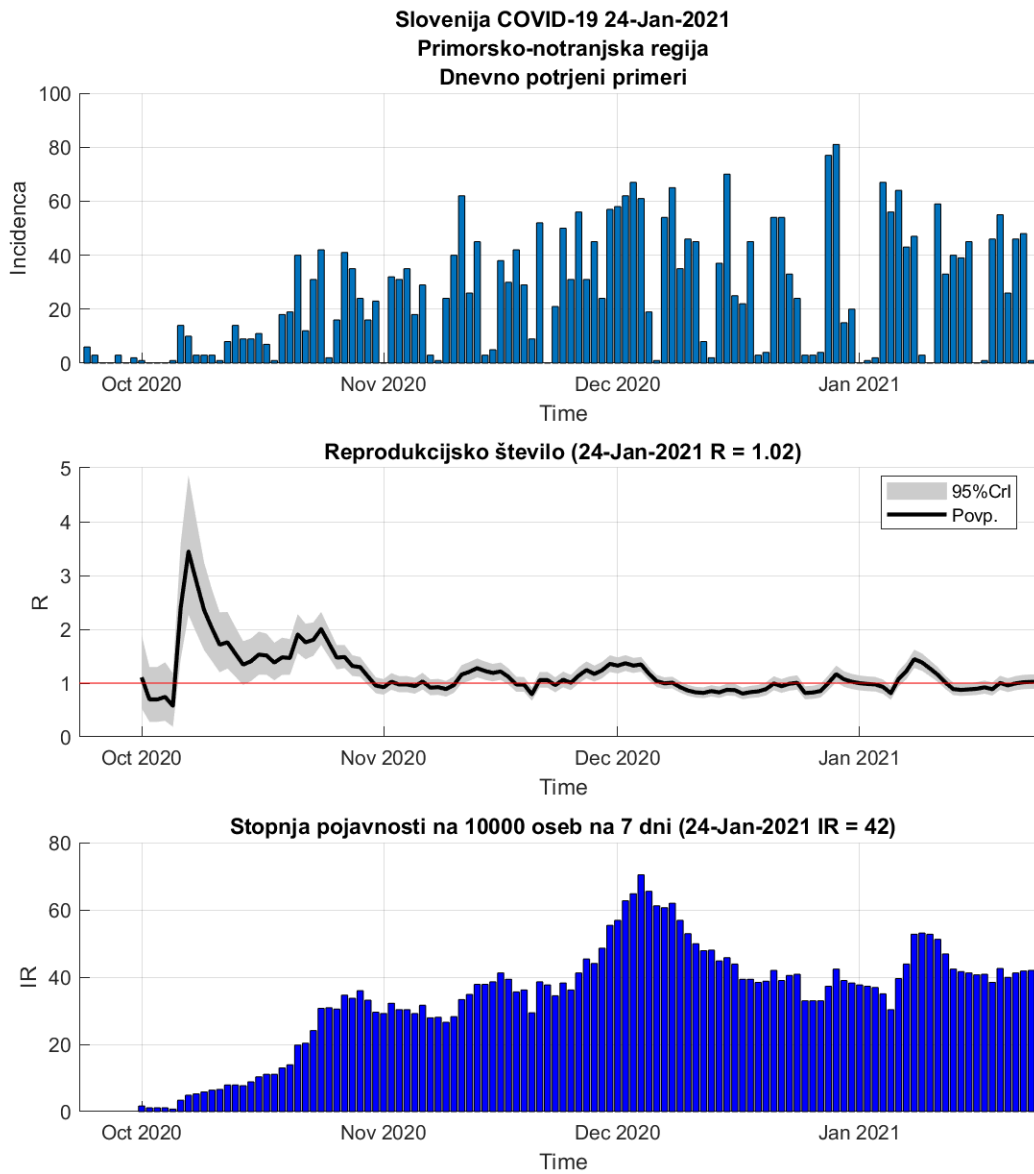 Slovenija COVID-19 24-Jan-2021
Primorsko-notranjska regija
Dnevno potrjeni primeri
100
80
60
40
20
0
Incidenca
Oct 2020 Nov 2020 Dec 2020 Jan 2021
Time
Reprodukcijsko število (24-Jan-2021 R = 1.02)
5
4
3
2
1
0
R
95%CrI
Povp.
Oct 2020 Nov 2020 Dec 2020 Jan 2021
Time
Stopnja pojavnosti na 10000 oseb na 7 dni (24-Jan-2021 IR = 42)
80
60
40
20
0
IR
Oct 2020 Nov 2020 Dec 2020 Jan 2021
Time